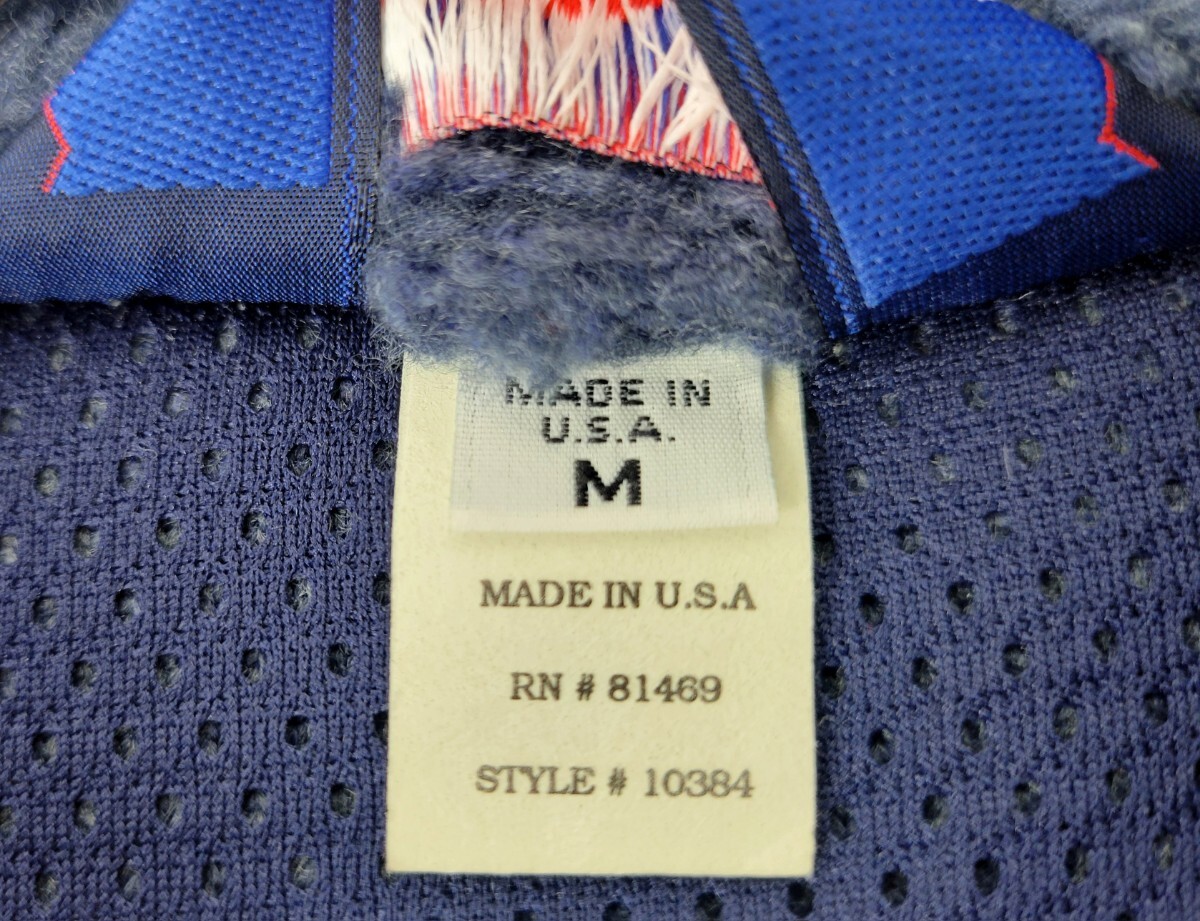 MADE IN
U.S.A.
M
MADE IN U.S.A
RN # 81469
STYLE # 10384